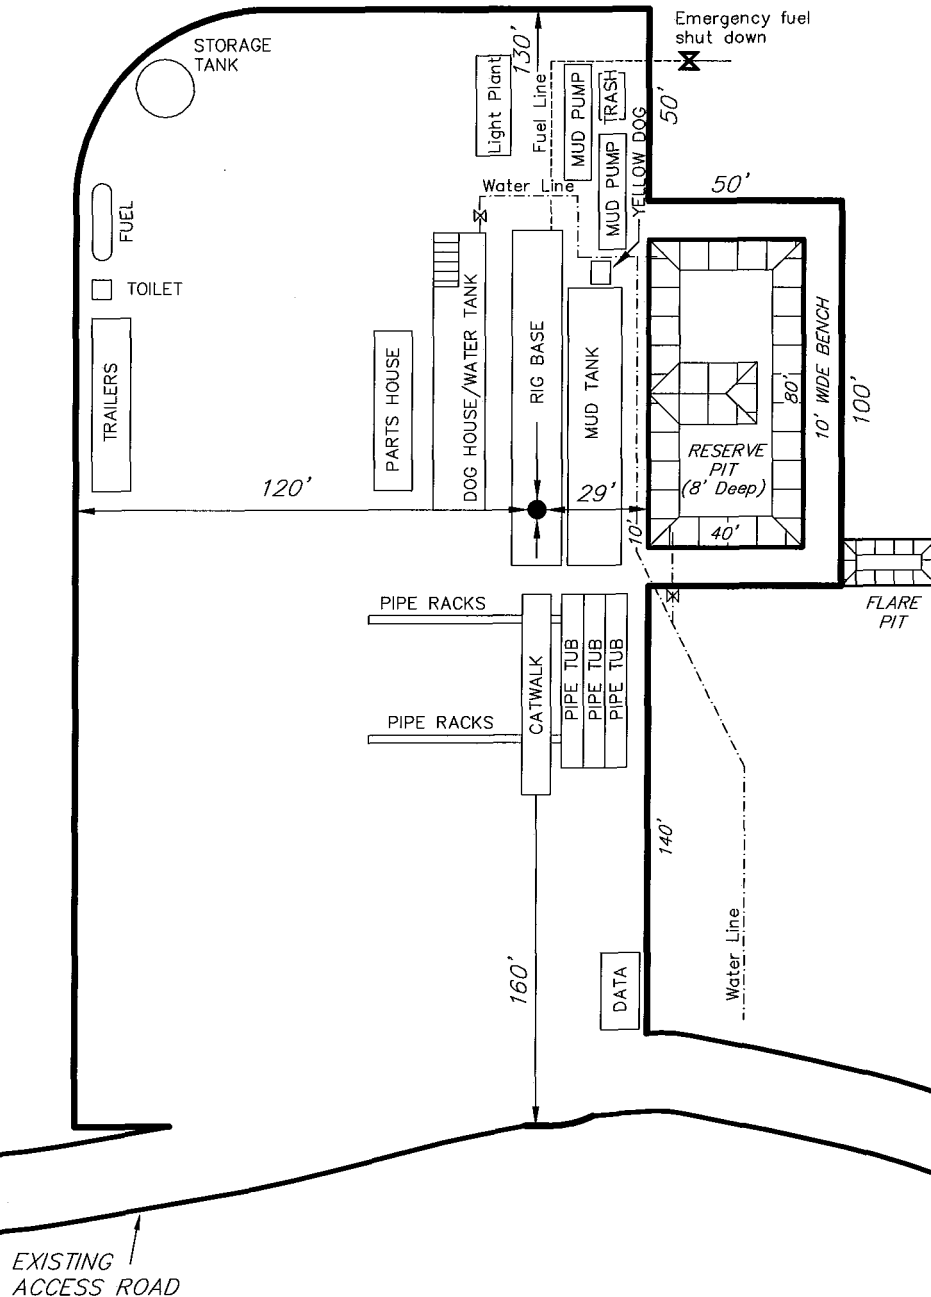 Emergency fuel
shut down
STORAGE
TANK
130'
50'
Light Plant
Fuel Line
MUD PUMP
TRASH
MUD PUMP
YELLOW DOG
Water Line
50'
FUEL
TOILET
TRAILERS
PARTS HOUSE
DOG HOUSE/WATER TANK
RIG BASE
MUD TANK
80'
10' WIDE BENCH
100'
RESERVE
PIT
(8' Deep)
120'
29'
10'
40'
FLARE
PIT
PIPE RACKS
PIPE RACKS
CATWALK
PIPE TUB
PIPE TUB
PIPE TUB
140'
Water Line
160'
DATA
EXISTING
ACCESS ROAD